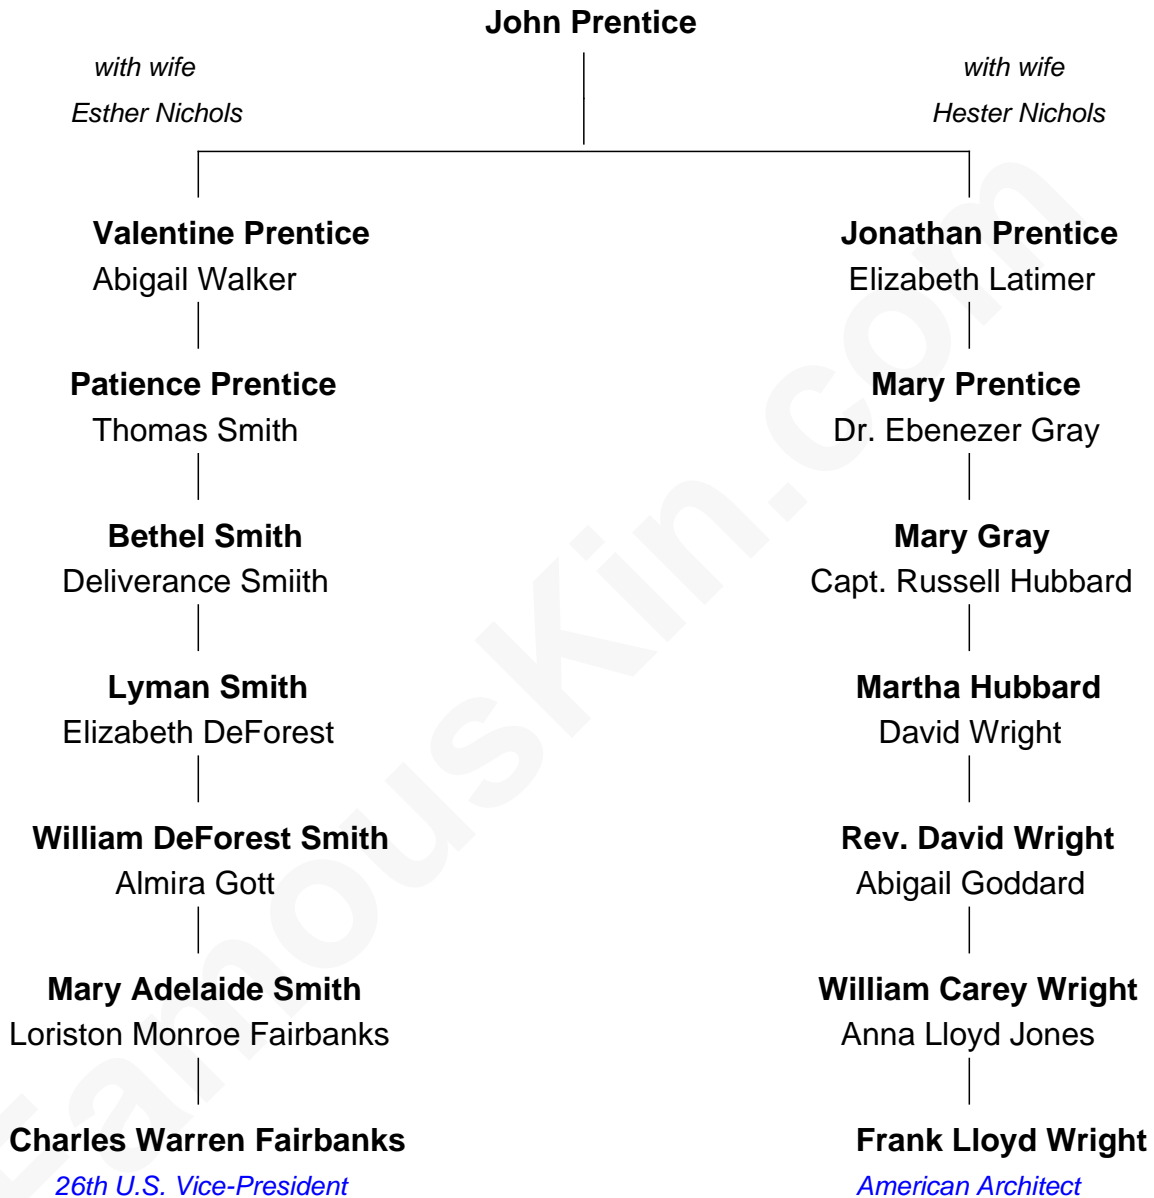 John Prentice
with wife
Esther Nichols
with wife
Hester Nichols
Valentine Prentice
Abigail Walker
Jonathan Prentice
Elizabeth Latimer
Patience Prentice
Thomas Smith
Mary Prentice
Dr. Ebenezer Gray
Bethel Smith
Deliverance Smiith
Mary Gray
Capt. Russell Hubbard
Lyman Smith
Elizabeth DeForest
Martha Hubbard
David Wright
William DeForest Smith
Almira Gott
Rev. David Wright
Abigail Goddard
Mary Adelaide Smith
Loriston Monroe Fairbanks
William Carey Wright
Anna Lloyd Jones
Charles Warren Fairbanks
26th U.S. Vice-President
Frank Lloyd Wright
American Architect
FamousKin.com